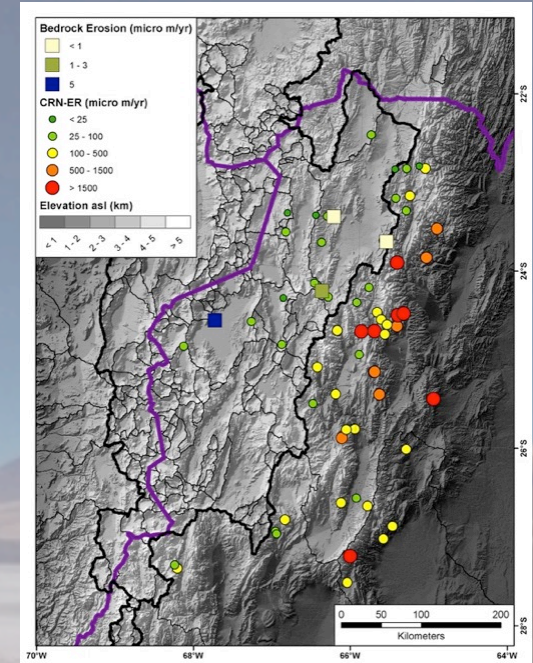 Bedrock Erosion (micro m/yr)
< 1
1 - 3
5
CRN-ER (micro m/yr)
< 25
25 - 100
100 - 500
500 - 1500
> 1500
Elevation asl (km)
< 1
1 - 2
2 - 3
3 - 4
4 - 5
> 5
22°S
24°S
26°S
28°S
0 50 100 200
Kilometers
70°W 68°W 66°W 64°W